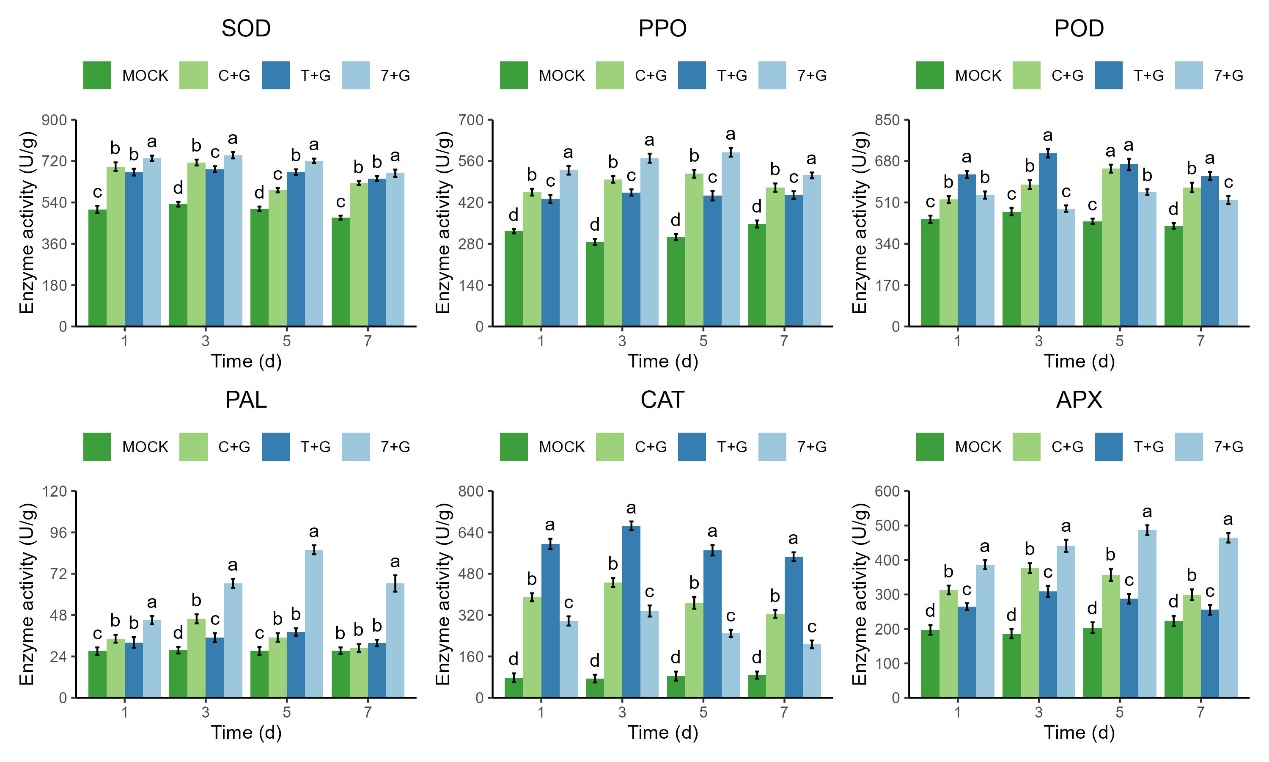 SOD
MOCK C+G T+G 7+G
Enzyme activity (U/g)
900
720
540
360
180
0
c b b a d b c a d c b a c b b a
1 3 5 7
Time (d)
PPO
MOCK C+G T+G 7+G
Enzyme activity (U/g)
700
560
420
280
140
0
d b c a d b c a d b c a d b c a
1 3 5 7
Time (d)
POD
MOCK C+G T+G 7+G
Enzyme activity (U/g)
850
680
510
340
170
0
c b a b c b a c c a a b d b a c
1 3 5 7
Time (d)
PAL
MOCK C+G T+G 7+G
Enzyme activity (U/g)
120
96
72
48
24
0
c b b a d b c a c b b a b b b a
1 3 5 7
Time (d)
CAT
MOCK C+G T+G 7+G
Enzyme activity (U/g)
800
640
480
320
160
0
d b a c d b a c d b a c d b a c
1 3 5 7
Time (d)
APX
MOCK C+G T+G 7+G
Enzyme activity (U/g)
600
500
400
300
200
100
0
d b c a d b c a d b c a d b c a
1 3 5 7
Time (d)